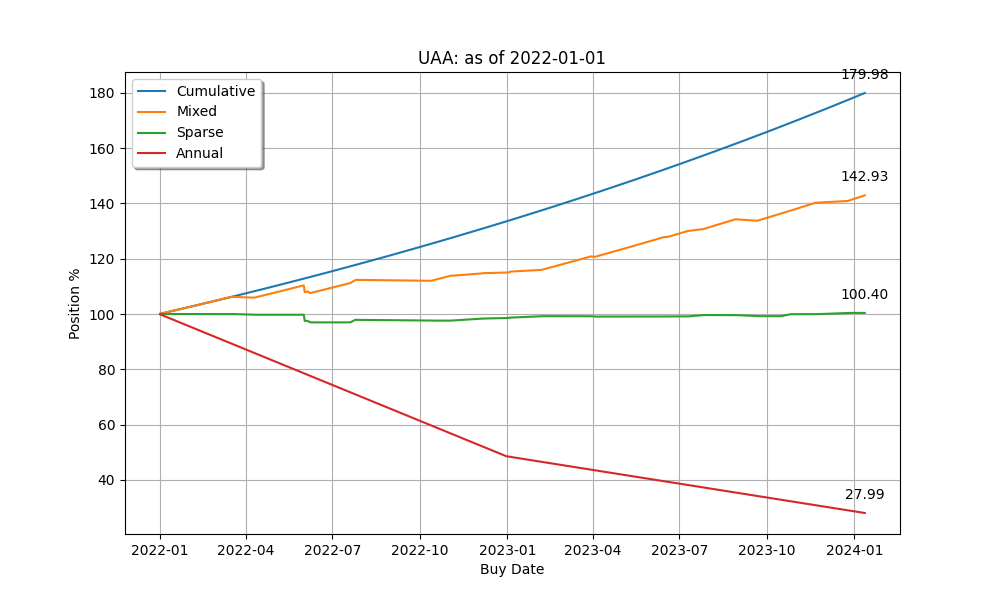 UAA: as of 2022-01-01
179.98
180
Cumulative
Mixed
Sparse
Annual
160
142.93
140
120
100.40
100
80
60
40
27.99
Position %
2022-01 2022-04 2022-07 2022-10 2023-01 2023-04 2023-07 2023-10 2024-01
Buy Date